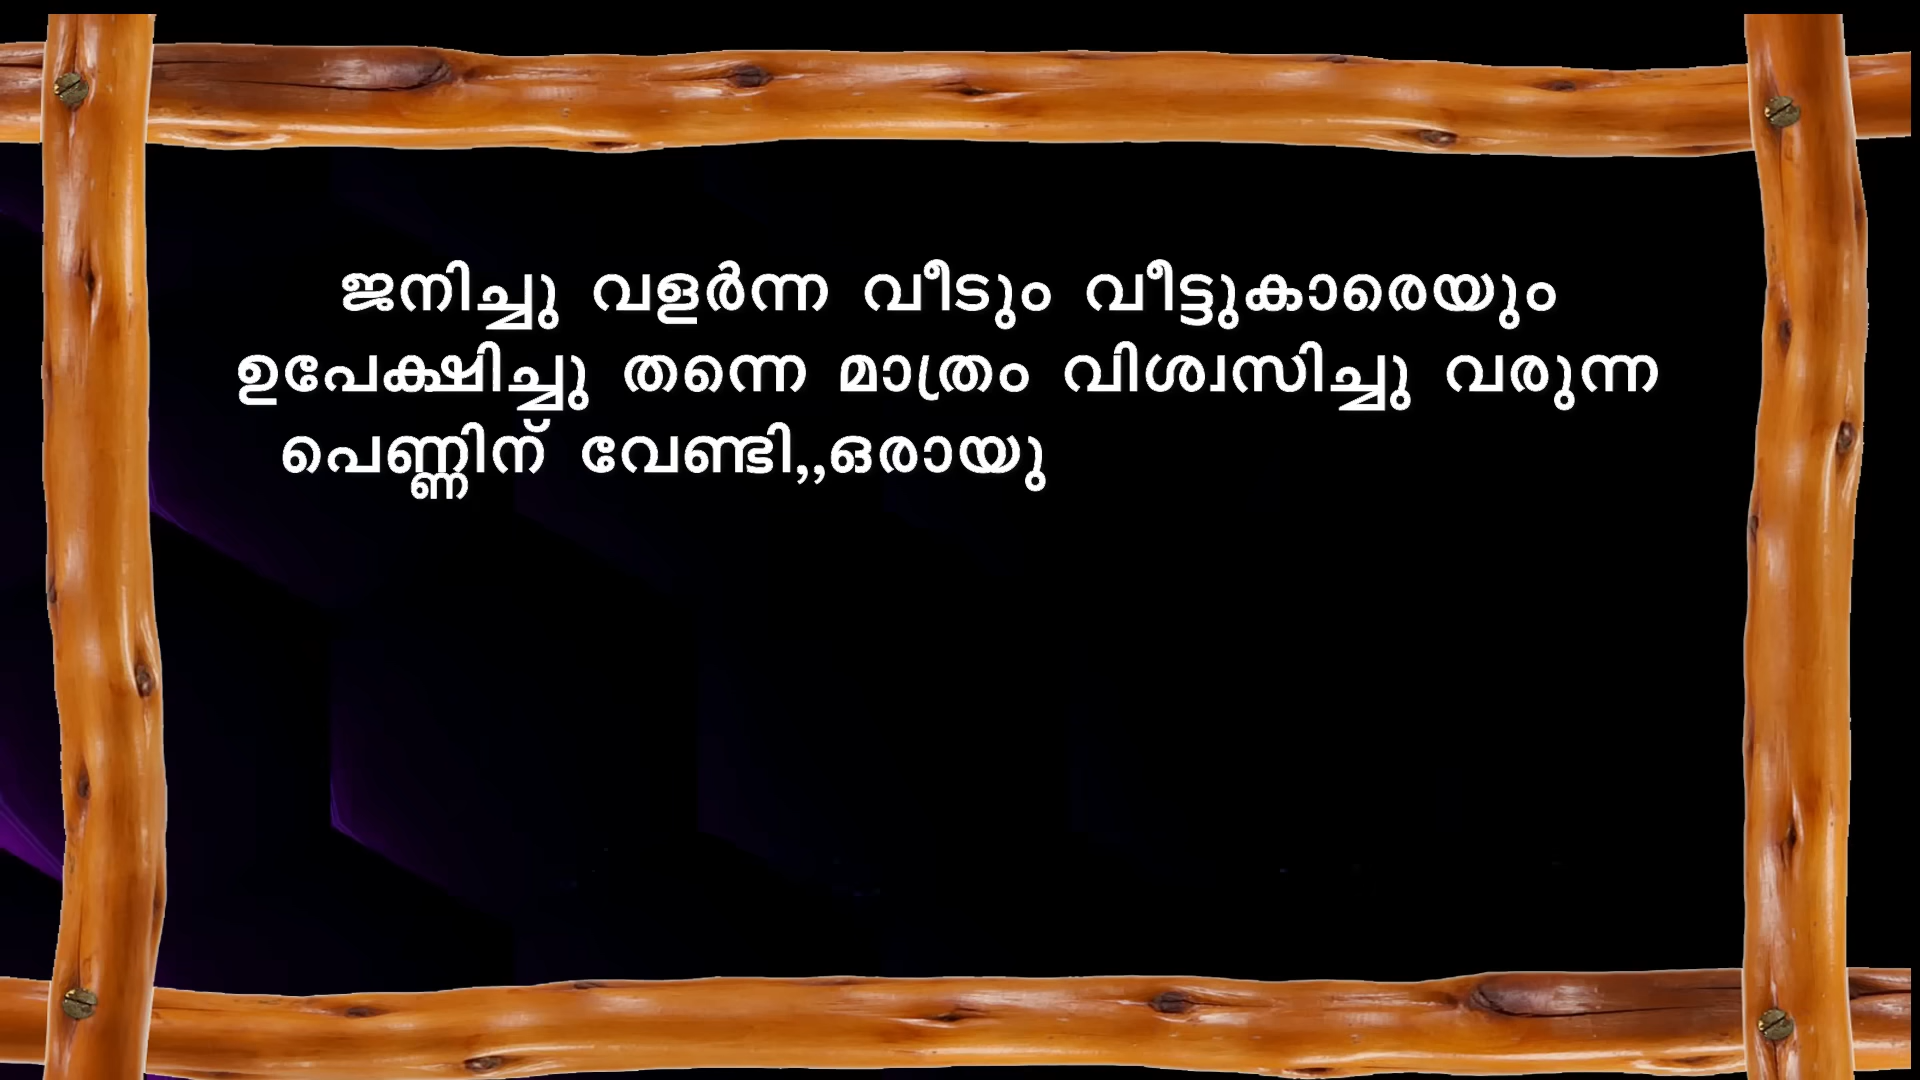 ജനിച്ചു വളർന്ന വീടും വീട്ടുകാരെയും
ഉപേക്ഷിച്ചു തന്നെ മാത്രം വിശ്വസിച്ചു വരുന്ന
പെണ്ണിന് വേണ്ടി,,ഒരായു